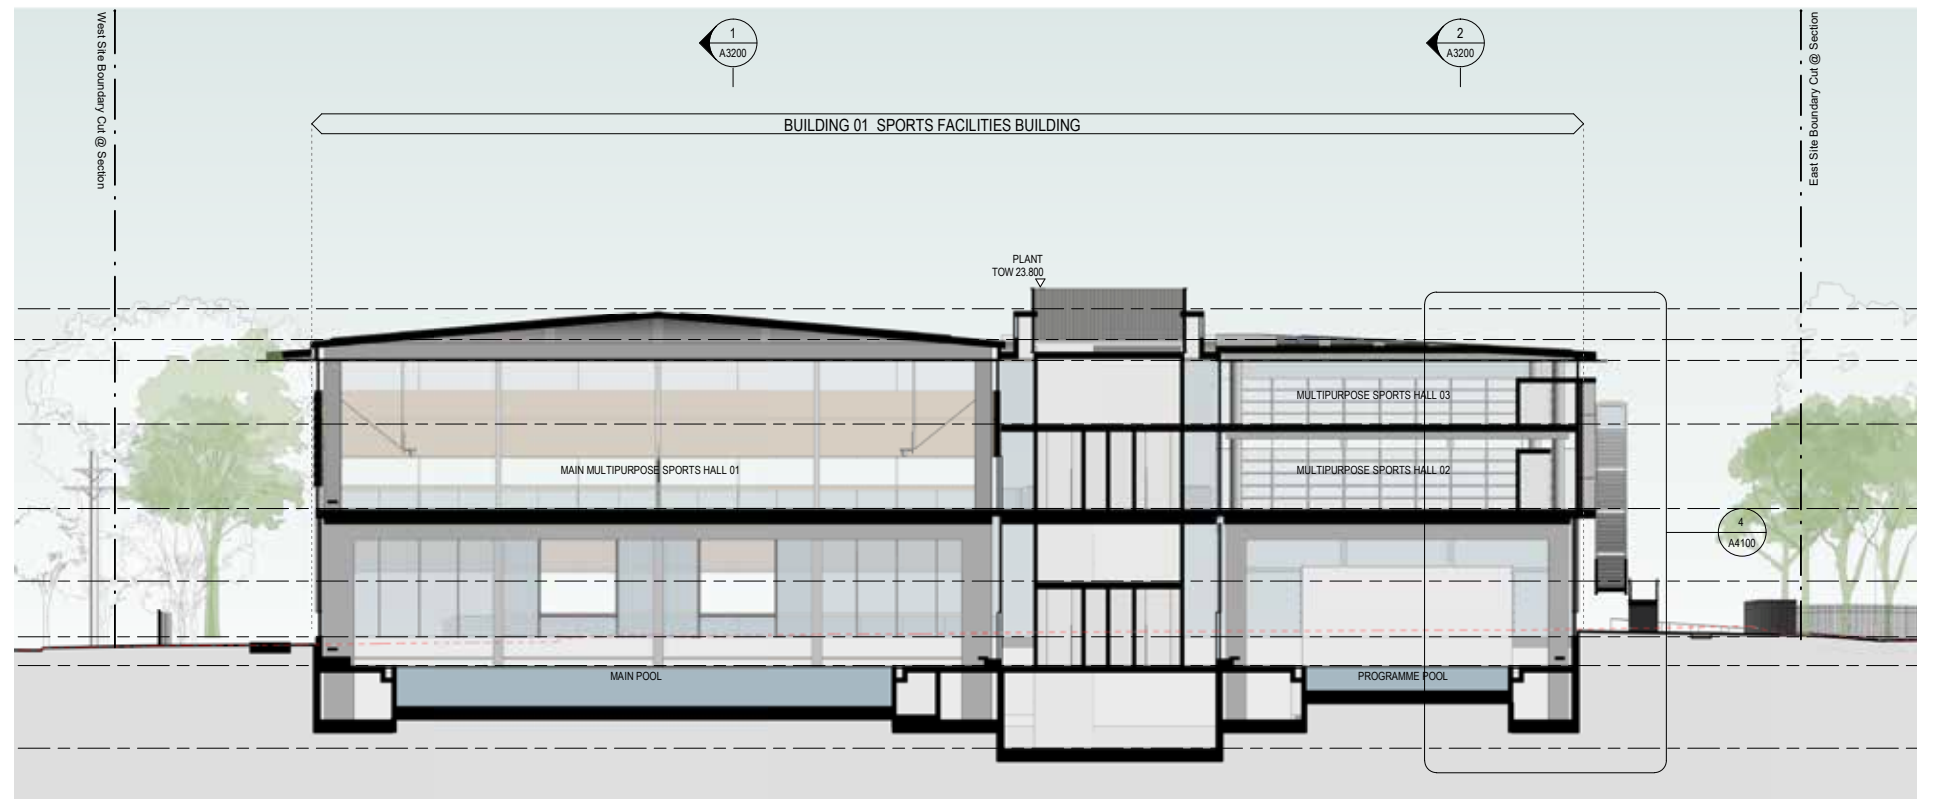 West Site Boundary Cut @ Section
1
A3200
2
A3200
East Site Boundary Cut @ Section
BUILDING 01 SPORTS FACILITIES BUILDING
PLANT
TOW 23.800
MULTIPURPOSE SPORTS HALL 03
MAIN MULTIPURPOSE SPORTS HALL 01
MULTIPURPOSE SPORTS HALL 02
4
A4100
MAIN POOL
PROGRAMME POOL